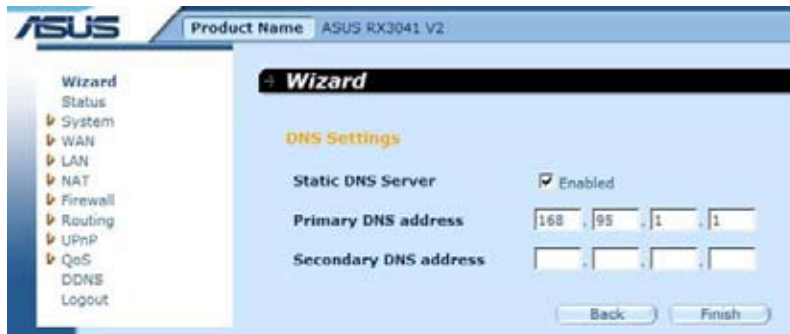 ASUS
Product Name ASUS RX3041 V2
Wizard
Status
System
WAN
LAN
NAT
Firewall
Routing
UPnP
QoS
DDNS
Logout
Wizard
DNS Settings
Static DNS Server Enabled
Primary DNS address 168 . 95 . 1 . 1
Secondary DNS address . . .
Back Finish